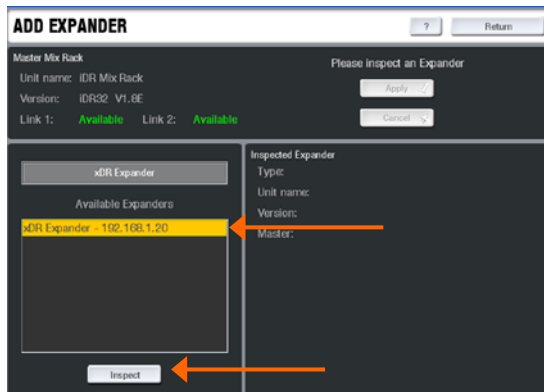 ADD EXPANDER
? Return
Master Mix Rack
Unit name: iDR Mix Rack
Version: iDR32 V1.8E
Link 1: Available Link 2: Available
Please inspect an Expander
Apply
Cancel
xDR Expander
Available Expanders
xDR Expander - 192.168.1.20
Inspect
Inspected Expander
Type:
Unit name:
Version:
Master: